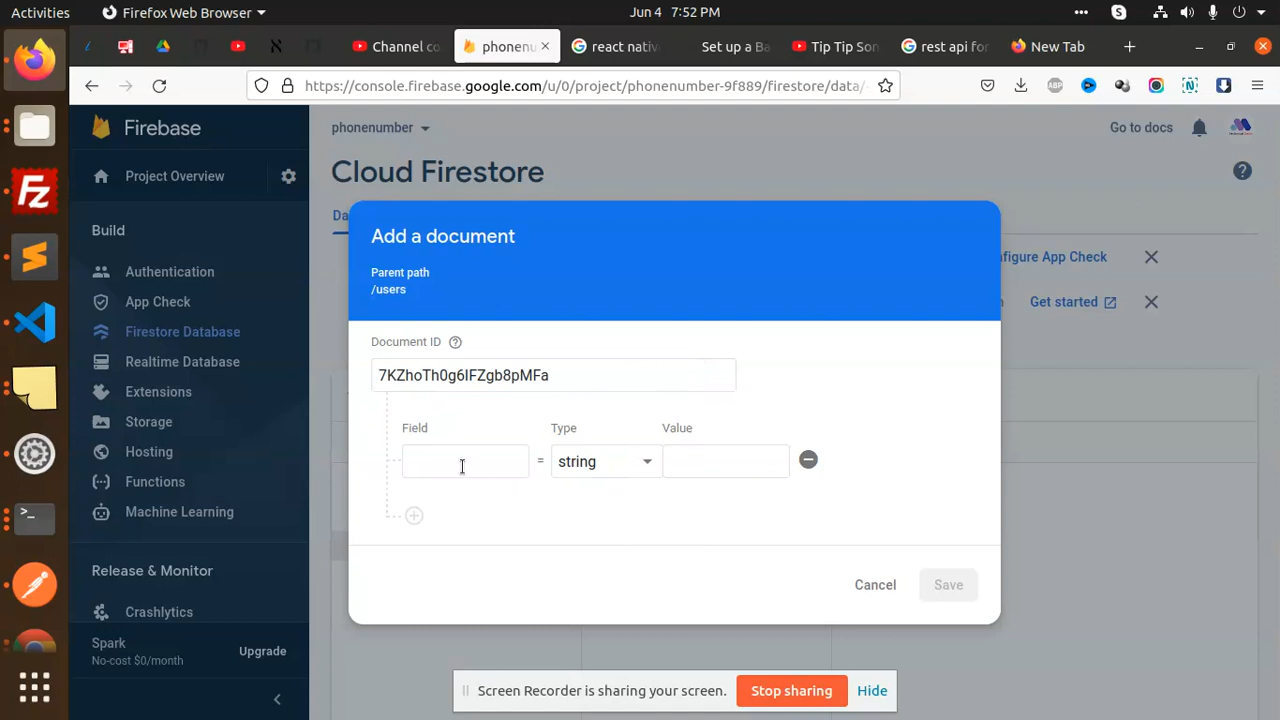 Activities
Firefox Web Browser
Jun 4 7:52 PM
Channel co
phonenu
react nativ
Set up a Ba
Tip Tip Son
rest api for
New Tab
https://console.firebase.google.com/u/0/project/phonenumber-9f889/firestore/data/
ABP
Firebase
phonenumber
Go to docs
Project Overview
Cloud Firestore
Da
Build
Authentication
App Check
Firestore Database
Realtime Database
Extensions
Storage
Hosting
Functions
Machine Learning
Release & Monitor
Crashlytics
Spark
No-cost $0/month
Upgrade
nfigure App Check
Get started
Add a document
Parent path
/users
Document ID
7KZhoTh0g6IFZgb8pMFa
Field
Type
Value
=
string
Cancel
Save
Screen Recorder is sharing your screen.
Stop sharing
Hide